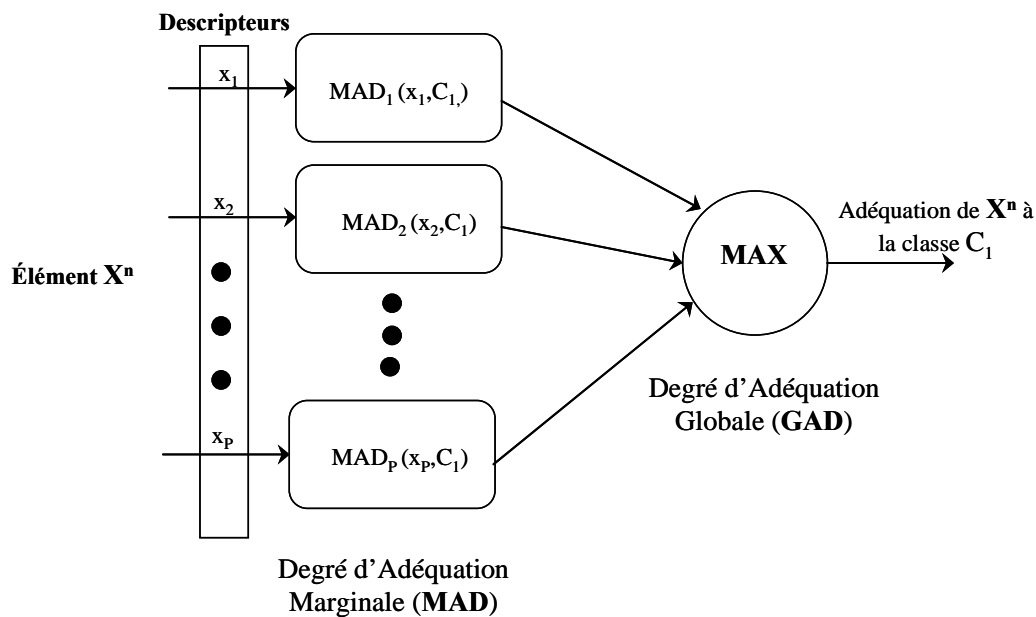 Descripteurs
x1
MAD1 (x1,C1,)
x2
MAD2 (x2,C1)
Élément Xn
MAX
Adéquation de Xn à
la classe C1
Degré d’Adéquation
Globale (GAD)
xP
MADP (xP,C1)
Degré d’Adéquation
Marginale (MAD)